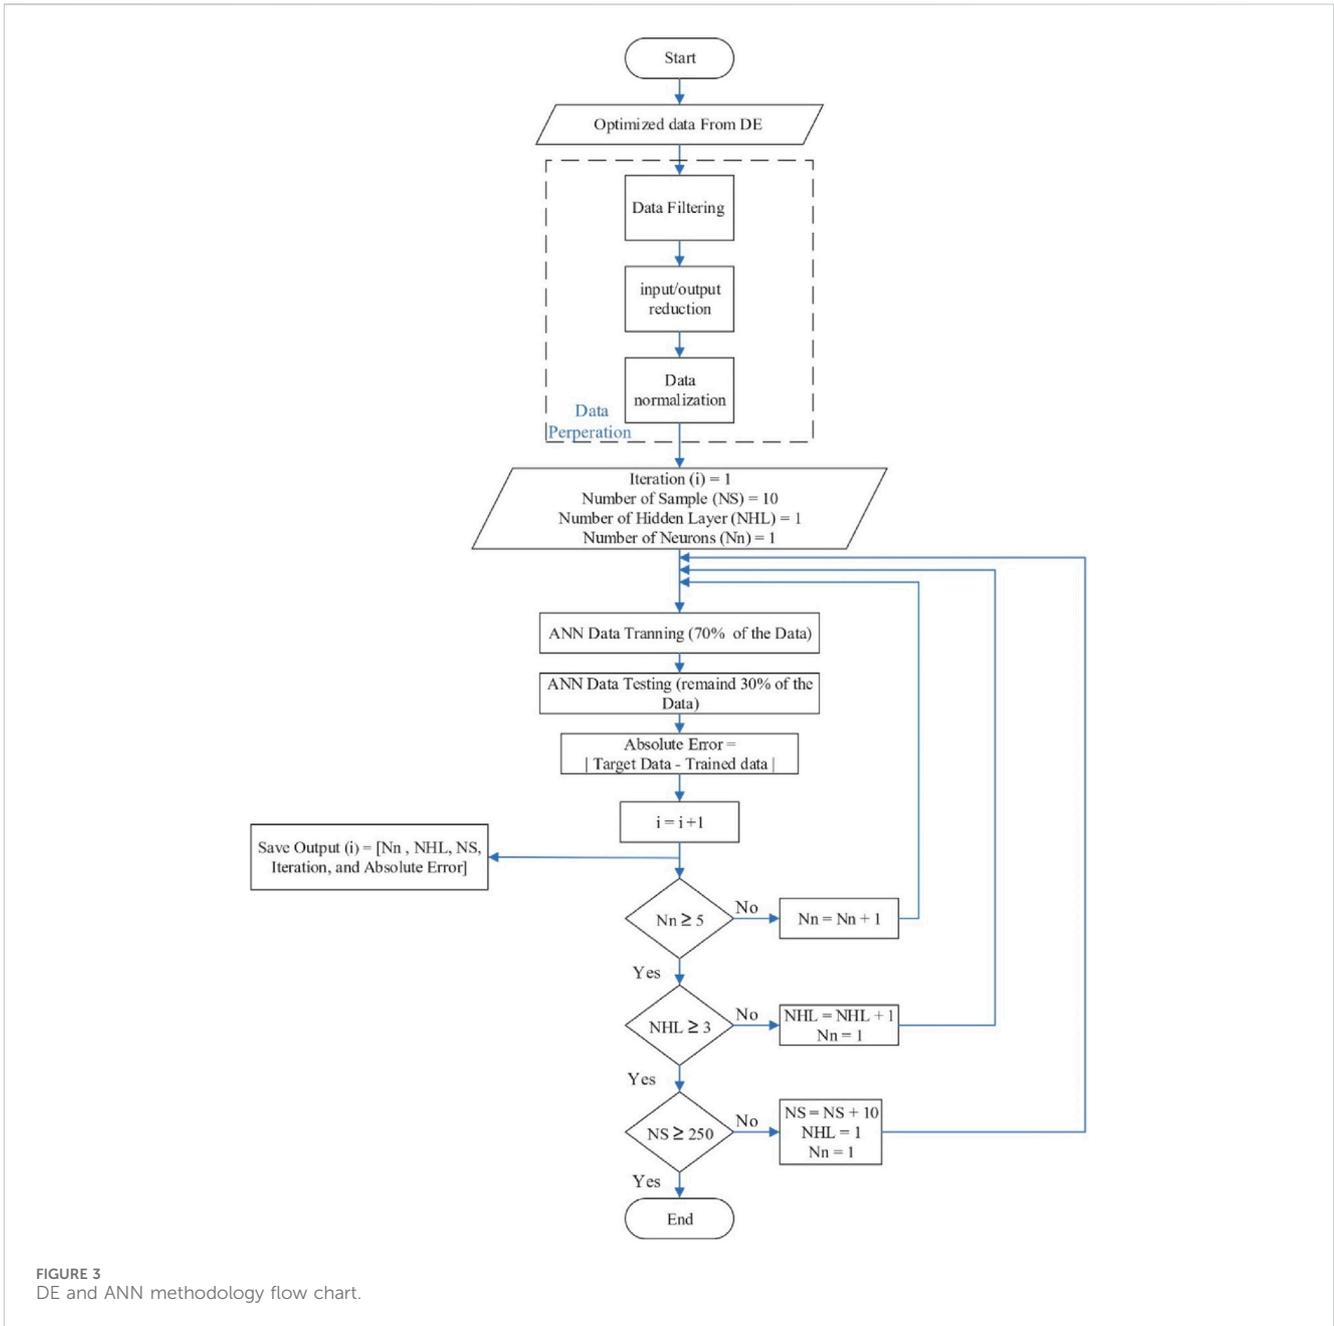 Start
Optimized data From DE
Data Filtering
input/output
reduction
Data
normalization
Data
Perperation
Iteration (i) = 1
Number of Sample (NS) = 10
Number of Hidden Layer (NHL) = 1
Number of Neurons (Nn) = 1
ANN Data Tranning (70% of the Data)
ANN Data Testing (remaind 30% of the
Data)
Absolute Error =
| Target Data - Trained data |
i = i +1
Save Output (i) = [Nn , NHL, NS,
Iteration, and Absolute Error]
Nn ≥ 5
No
Nn = Nn + 1
Yes
NHL ≥ 3
No
NHL = NHL + 1
Nn = 1
Yes
NS ≥ 250
No
NS = NS + 10
NHL = 1
Nn = 1
Yes
End
FIGURE 3
DE and ANN methodology flow chart.